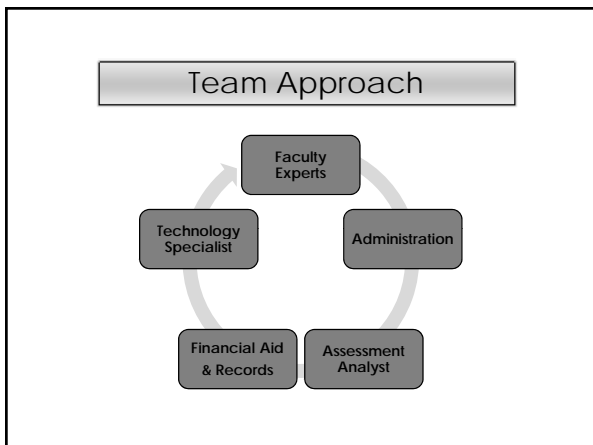 Team Approach
Faculty
Experts
Administration
Assessment
Analyst
Financial Aid
& Records
Technology
Specialist